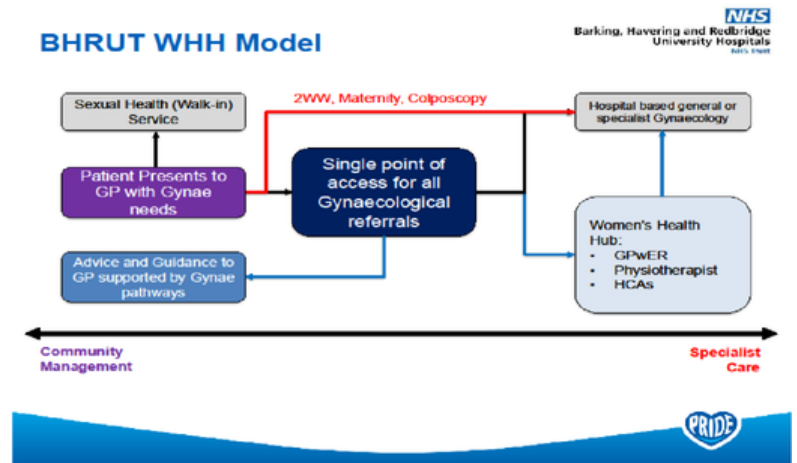 BHRUT WHH Model
NHS
Barking, Havering and Redbridge
University Hospitals
NHS Trust
Sexual Health (Walk-in)
Service
2WW, Maternity, Colposcopy
Hospital based general or
specialist Gynaecology
Patient Presents to
GP with Gynae
needs
Single point of
access for all
Gynaecological
referrals
Advice and Guidance to
GP supported by Gynae
pathways
Women's Health
Hub:
• GPwER
• Physiotherapist
• HCAs
Community
Management
Specialist
Care
PRIDE